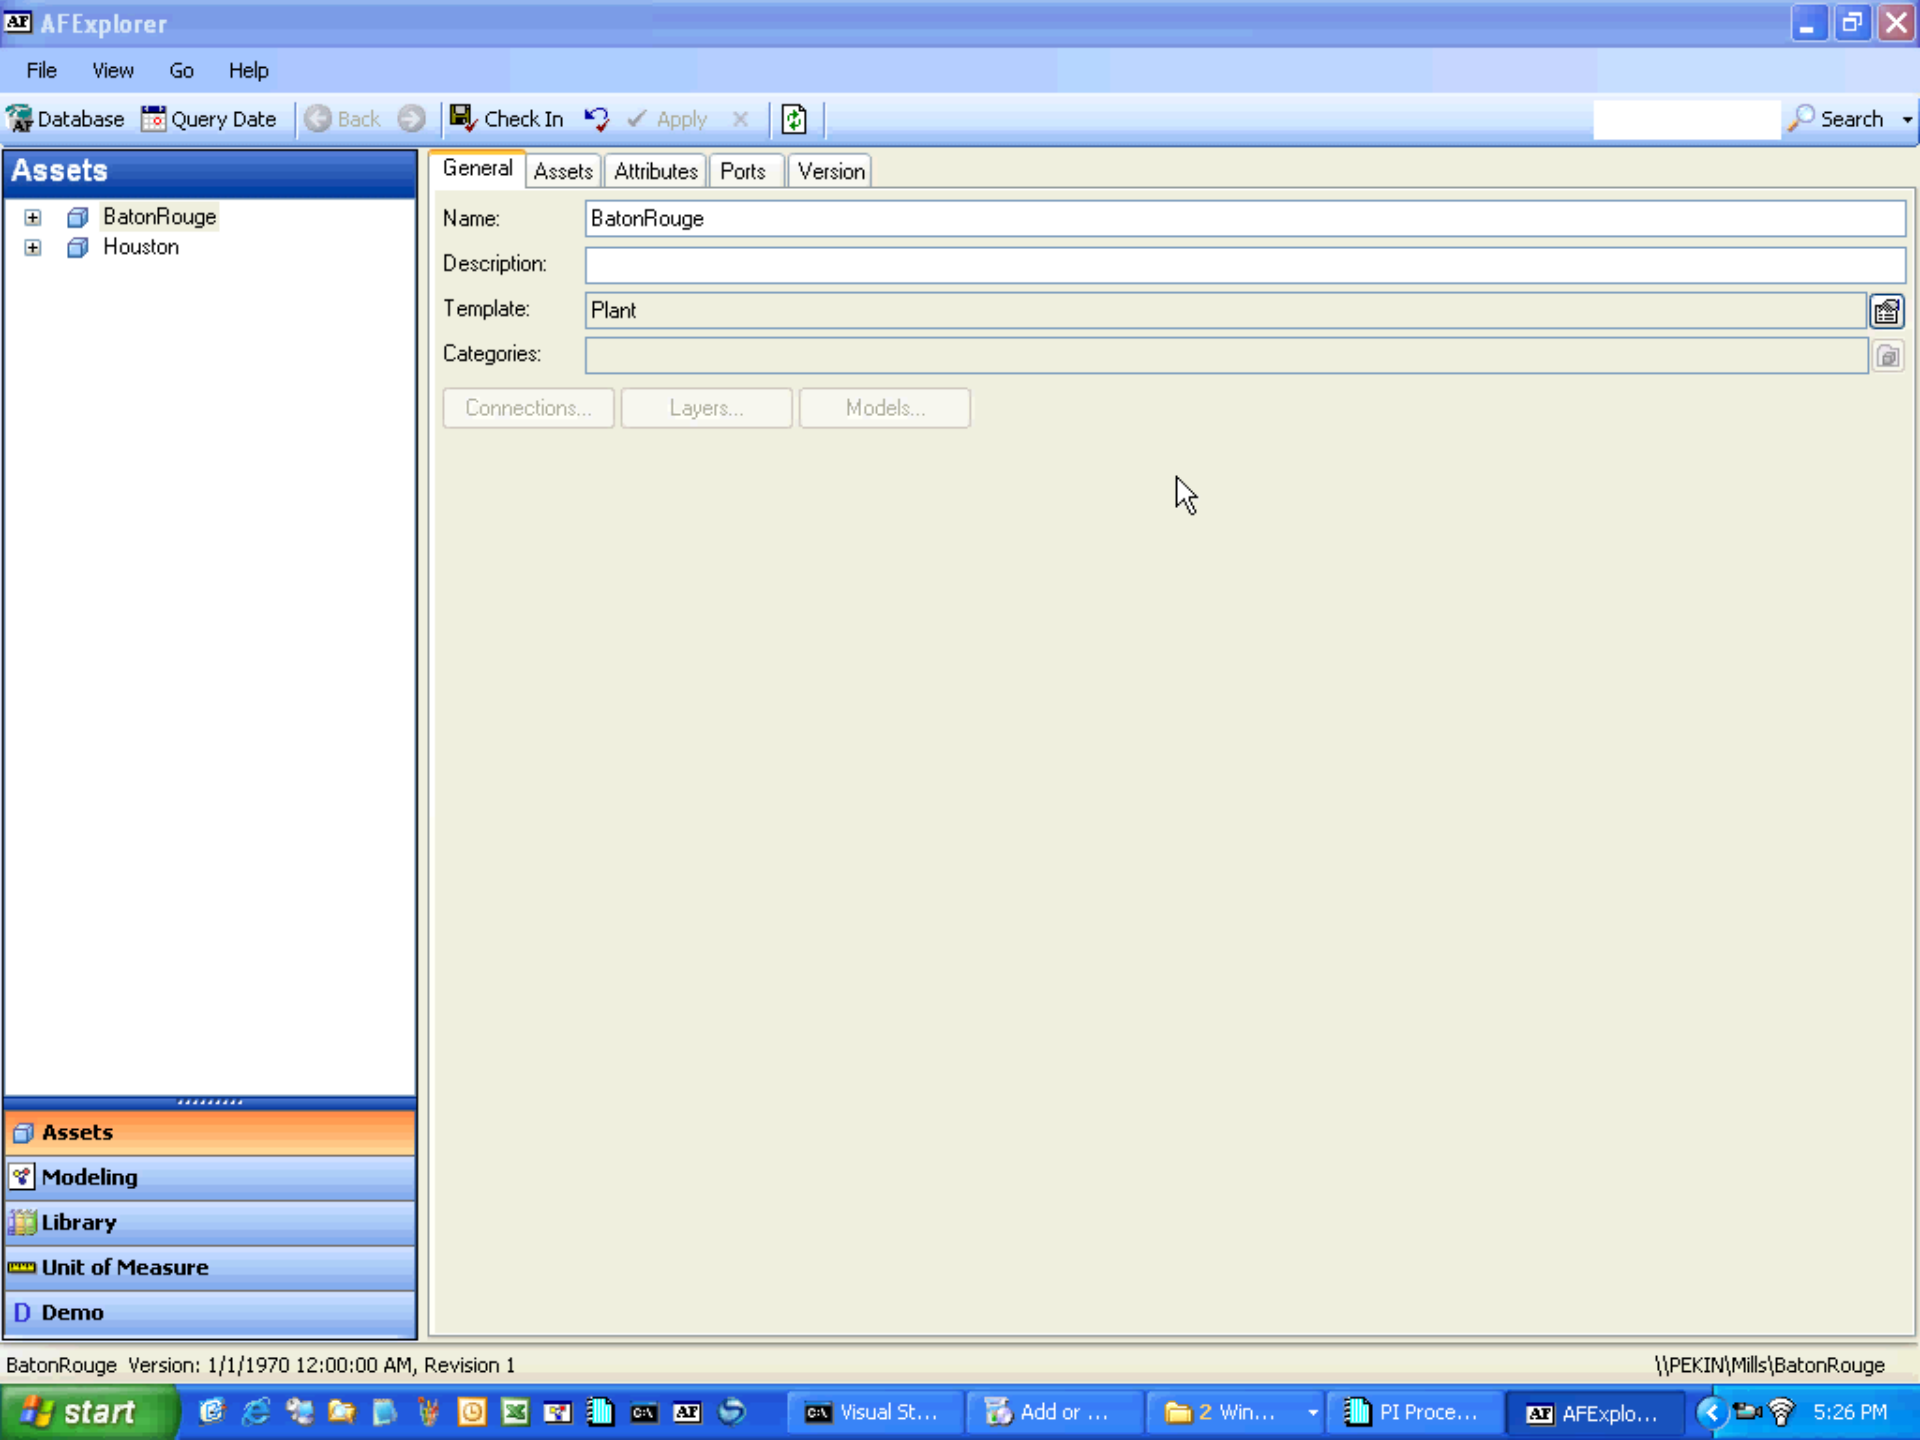 AF AFExplorer
File View Go Help
Database Query Date Back Check In Apply Search
Assets
BatonRouge
Houston
General Assets Attributes Ports Version
Name: BatonRouge
Description:
Template: Plant
Categories:
Connections... Layers... Models...
Assets
Modeling
Library
Unit of Measure
D Demo
BatonRouge Version: 1/1/1970 12:00:00 AM, Revision 1 \\PEKIN\Mills\BatonRouge
start Visual St... Add or ... 2 Win... PI Proce... AF AFExplo... 5:26 PM